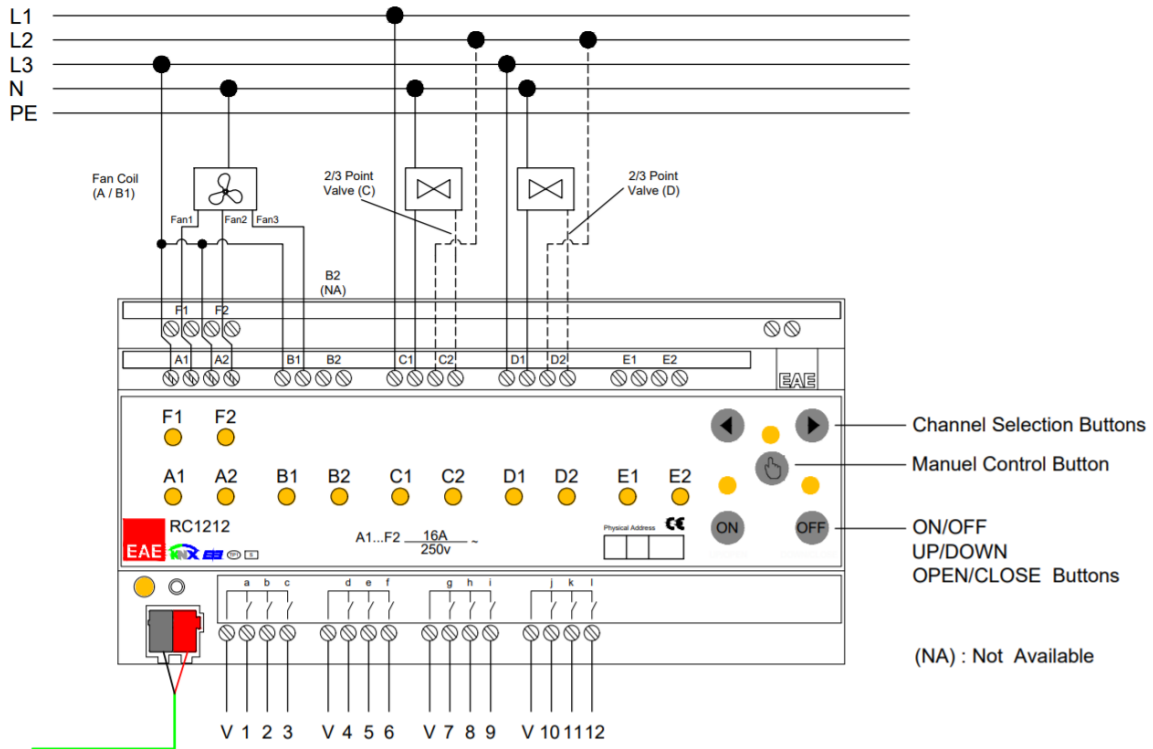 L1
L2
L3
N
PE
Fan Coil
(A / B1)
Fan1
Fan2
Fan3
2/3 Point
Valve (C)
2/3 Point
Valve (D)
B2
(NA)
F1 F2
A1 A2 B1 B2 C1 C2 D1 D2 E1 E2
EAE
F1 F2
A1 A2 B1 B2 C1 C2 D1 D2 E1 E2
Channel Selection Buttons
Manuel Control Button
ON OFF
ON/OFF
UP/DOWN
OPEN/CLOSE Buttons
EAE
RC1212
KNX
A1...F2 16A ~
250v
Physical Address CE
a b c d e f g h i j k l
(NA) : Not Available
V 1 2 3 V 4 5 6 V 7 8 9 V 10 11 12